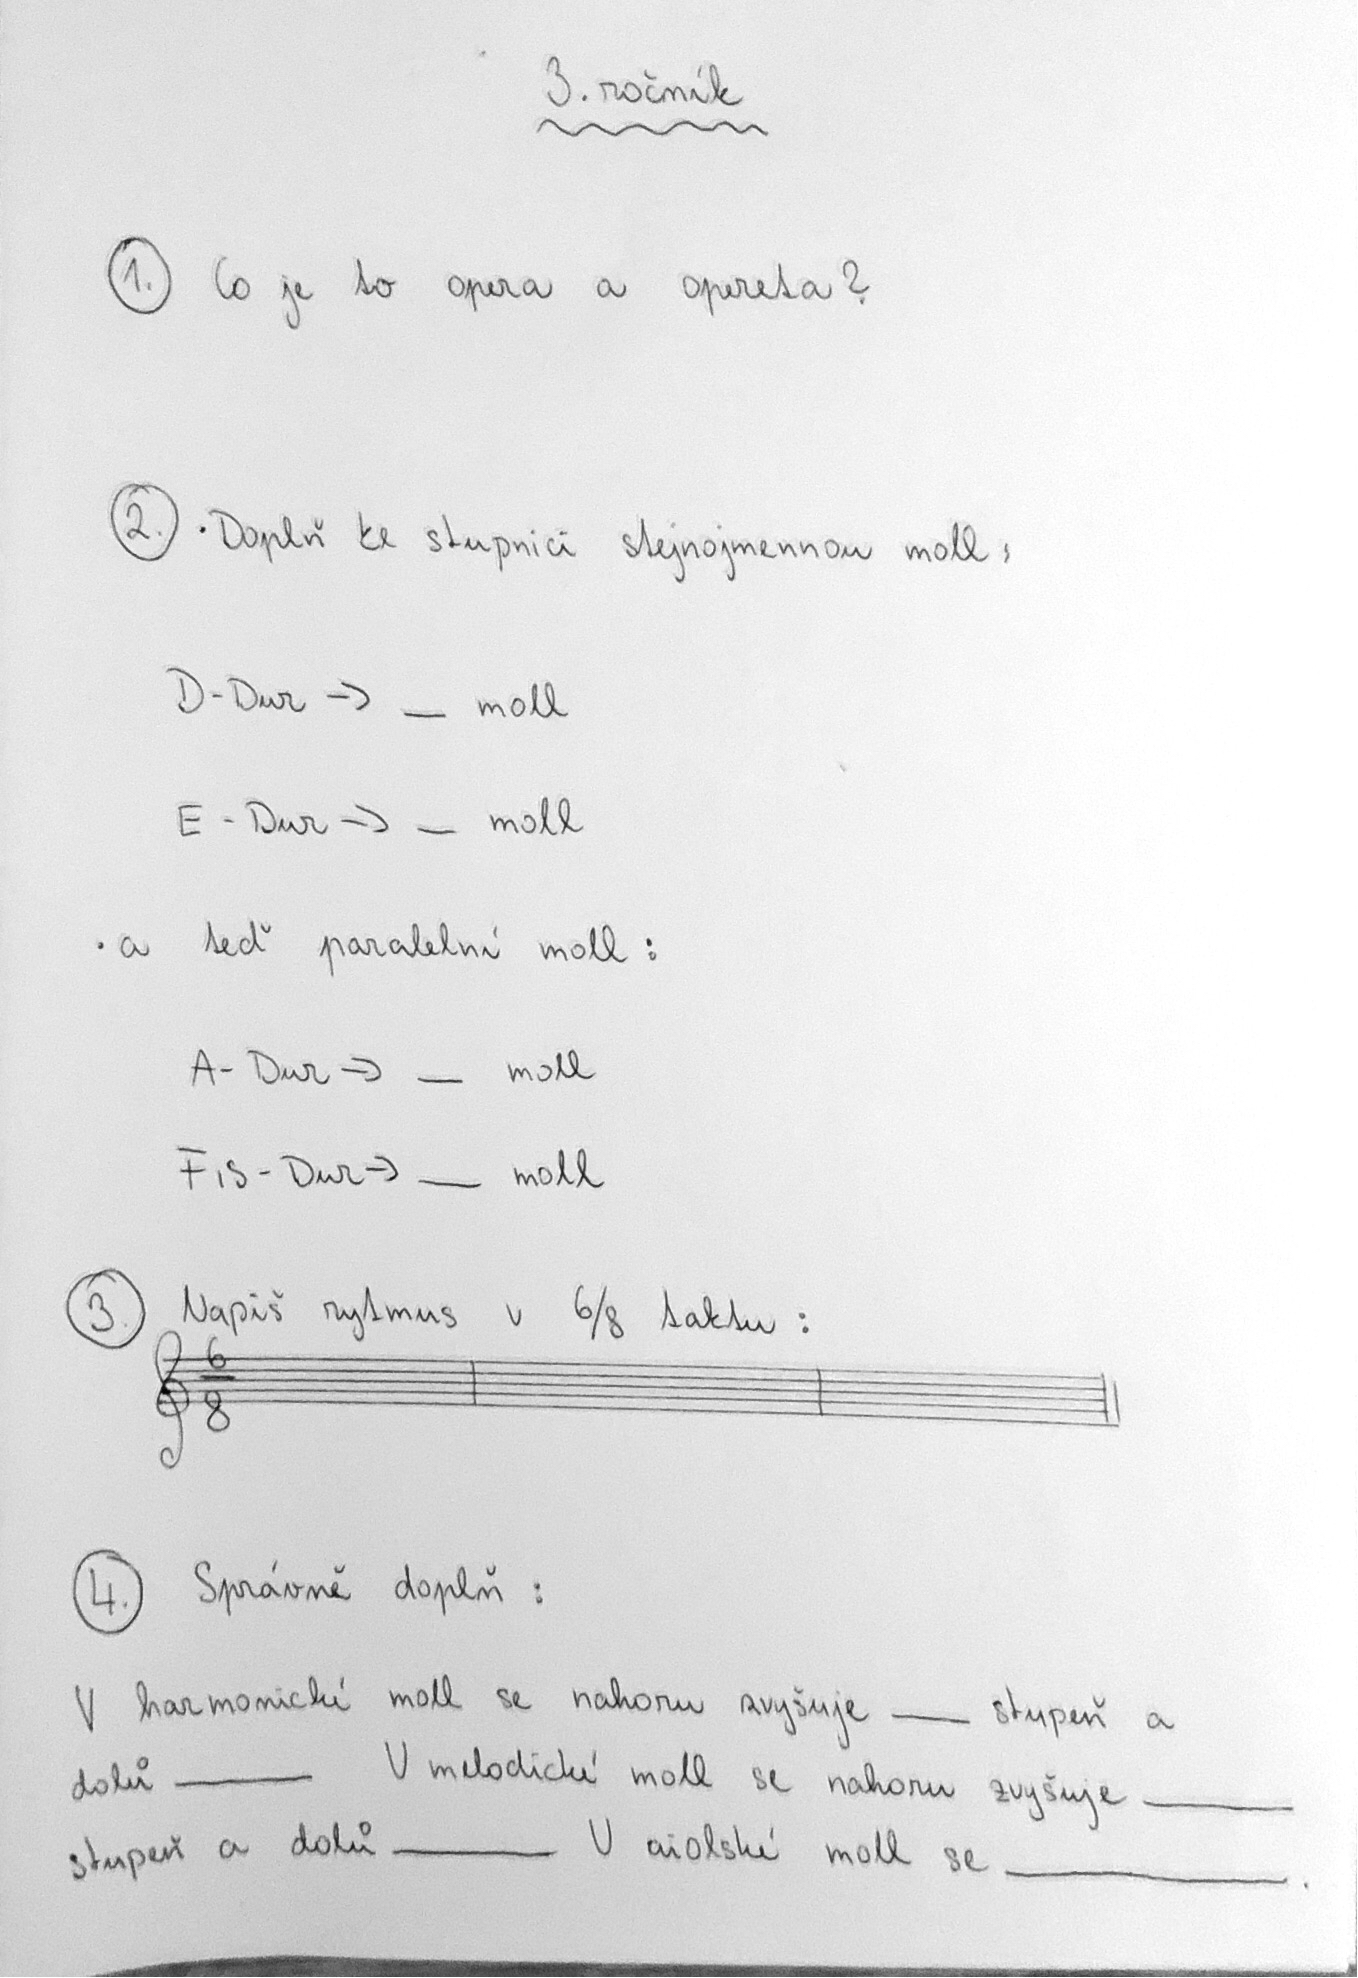 3. ročník
1. Co je to opera a opereta?
2. • Doplň ke stupnici stejnojmennou moll:
D-Dur → _ moll
E-Dur → _ moll
• a teď paralelní moll:
A-Dur → _ moll
Fis-Dur → _ moll
3. Napiš rytmus v 6/8 taktu:
6
8
4. Správně doplň:
V harmonické moll se nahoru zvyšuje ___ stupeň a
dolů ___ V melodické moll se nahoru zvyšuje ___
stupeň a dolů ___ V aiolské moll se ___.